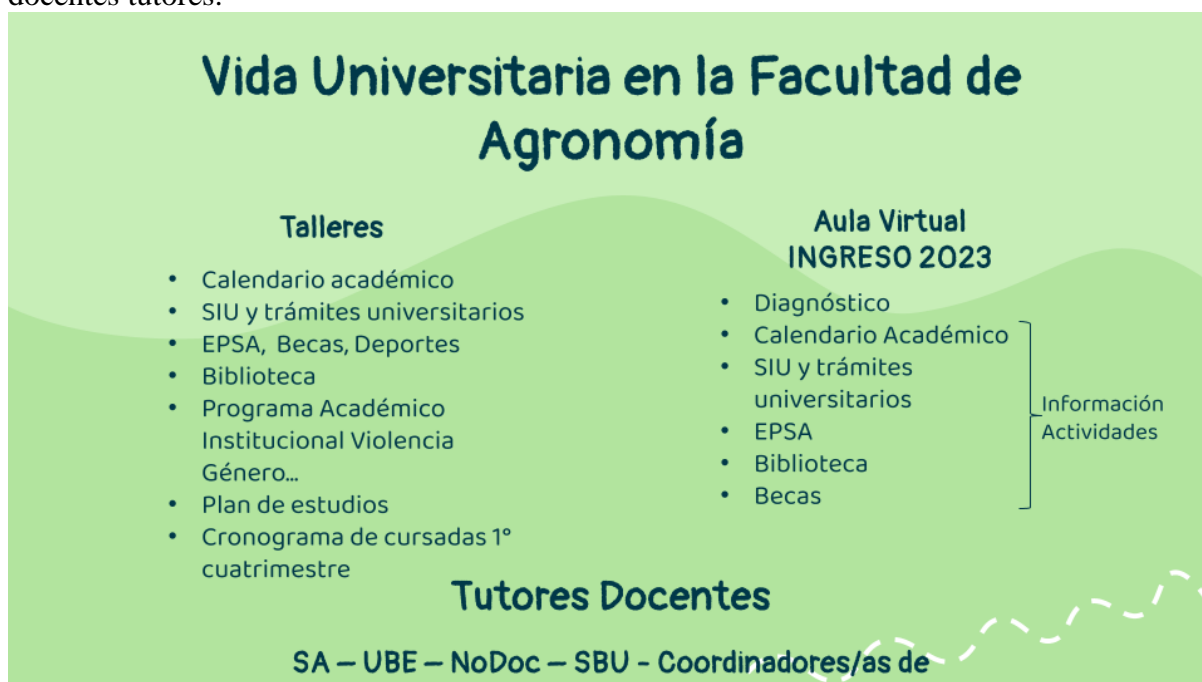 docentes tutores.
Vida Universitaria en la Facultad de
Agronomía
Talleres
• Calendario académico
• SIU y trámites universitarios
• EPSA, Becas, Deportes
• Biblioteca
• Programa Académico
Institucional Violencia
Género...
• Plan de estudios
• Cronograma de cursadas 1°
cuatrimestre
Aula Virtual
INGRESO 2023
• Diagnóstico
• Calendario Académico
• SIU y trámites
universitarios
• EPSA
• Biblioteca
• Becas
Información
Actividades
Tutores Docentes
SA – UBE – NoDoc – SBU - Coordinadores/as de